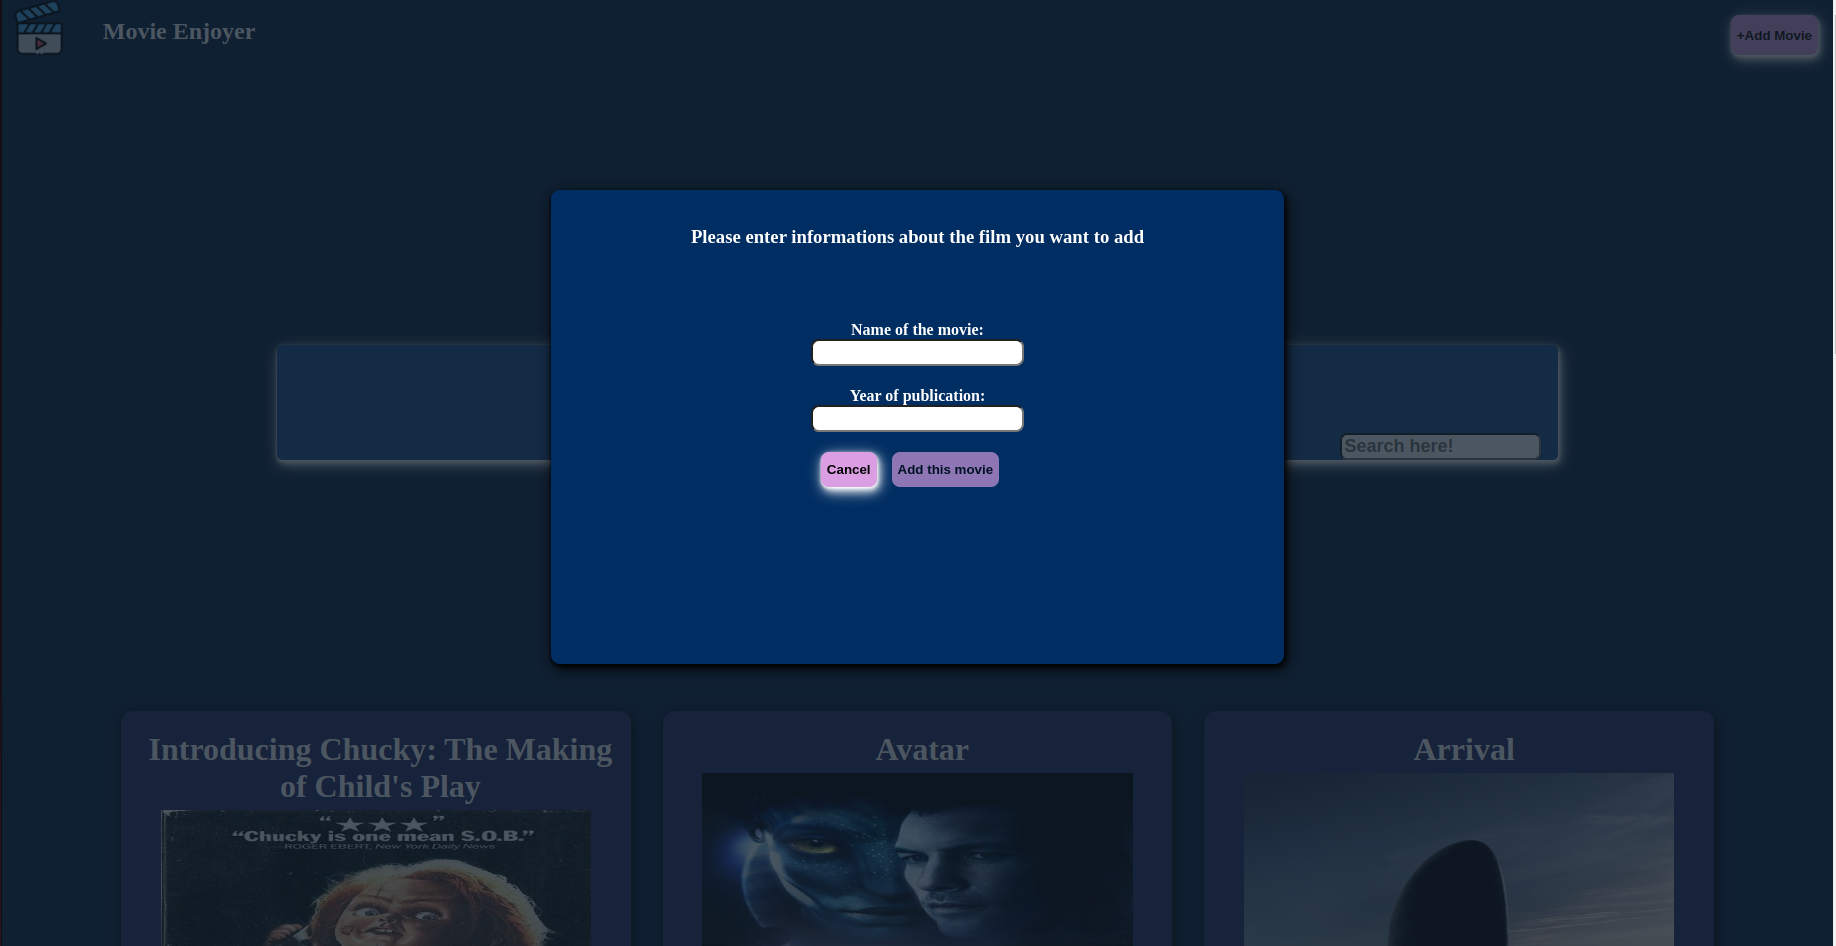 Movie Enjoyer
+Add Movie
Please enter informations about the film you want to add
Name of the movie:
Year of publication:
Search here!
Cancel
Add this movie
Introducing Chucky: The Making
of Child's Play
Avatar
Arrival
“ ★★★ ”
“Chucky is one mean S.O.B.”
—ROGER EBERT, New York Daily News